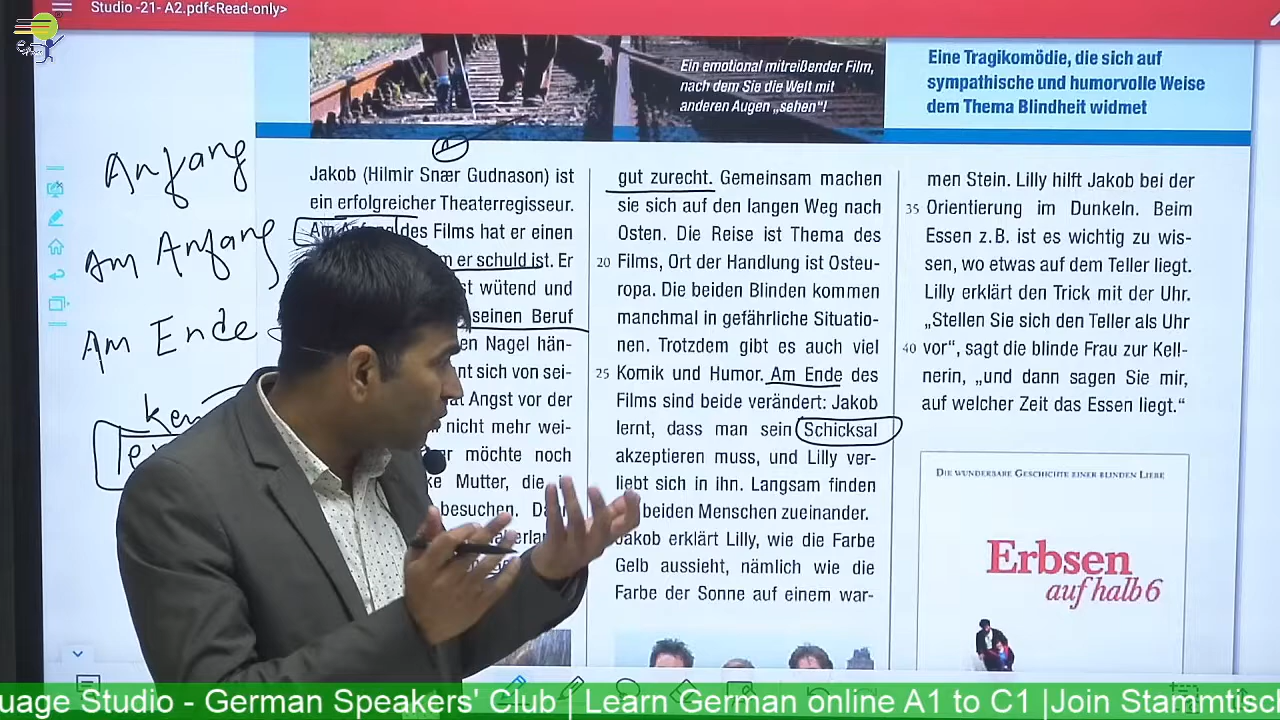 Studio -21- A2.pdf<Read-only>
Ein emotional mitreißender Film,
nach dem Sie die Welt mit
anderen Augen „sehen“!
Eine Tragikomödie, die sich auf
sympathische und humorvolle Weise
dem Thema Blindheit widmet
Anfang
Am Anfang
Am Ende
Jakob (Hilmir Snær Gudnason) ist
ein erfolgreicher Theaterregisseur.
Am Anfang des Films hat er einen
er schuld ist. Er
wütend und
seinen Beruf
Nagel hän-
sich von sei-
Angst vor der
nicht mehr wei-
möchte noch
Mutter, die
besuchen.
gut zurecht. Gemeinsam machen
sie sich auf den langen Weg nach
Osten. Die Reise ist Thema des
20 Films, Ort der Handlung ist Osteu-
ropa. Die beiden Blinden kommen
manchmal in gefährliche Situatio-
nen. Trotzdem gibt es auch viel
25 Komik und Humor. Am Ende des
Films sind beide verändert: Jakob
lernt, dass man sein Schicksal
akzeptieren muss, und Lilly ver-
liebt sich in ihn. Langsam finden
beiden Menschen zueinander.
Jakob erklärt Lilly, wie die Farbe
Gelb aussieht, nämlich wie die
Farbe der Sonne auf einem war-
men Stein. Lilly hilft Jakob bei der
35 Orientierung im Dunkeln. Beim
Essen z.B. ist es wichtig zu wis-
sen, wo etwas auf dem Teller liegt.
Lilly erklärt den Trick mit der Uhr.
„Stellen Sie sich den Teller als Uhr
40 vor“, sagt die blinde Frau zur Kell-
nerin, „und dann sagen Sie mir,
auf welcher Zeit das Essen liegt.“
Die wunderbare Geschichte einer blinden Liebe
Erbsen
auf halb 6
uage Studio - German Speakers' Club | Learn German online A1 to C1 |Join Stammtisc